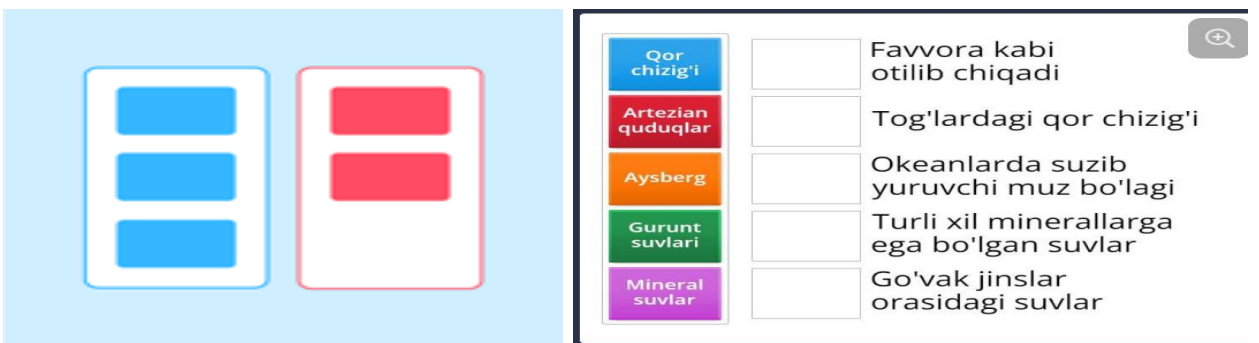 Qor
chizig'i
Favvora kabi
otilib chiqadi
Artezian
quduqlar
Tog'lardagi qor chizig'i
Aysberg
Okeanlarda suzib
yuruvchi muz bo'lagi
Gurunt
suvlari
Turli xil minerallarga
ega bo'lgan suvlar
Mineral
suvlar
Go'vak jinslar
orasidagi suvlar